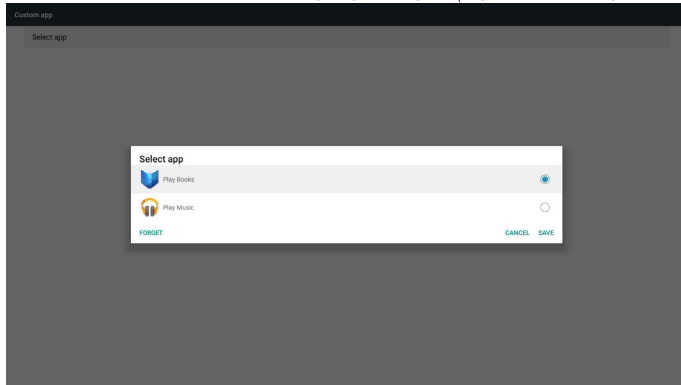 Custom app
Select app
Select app
Play Books
Play Music
FORGET
CANCEL SAVE